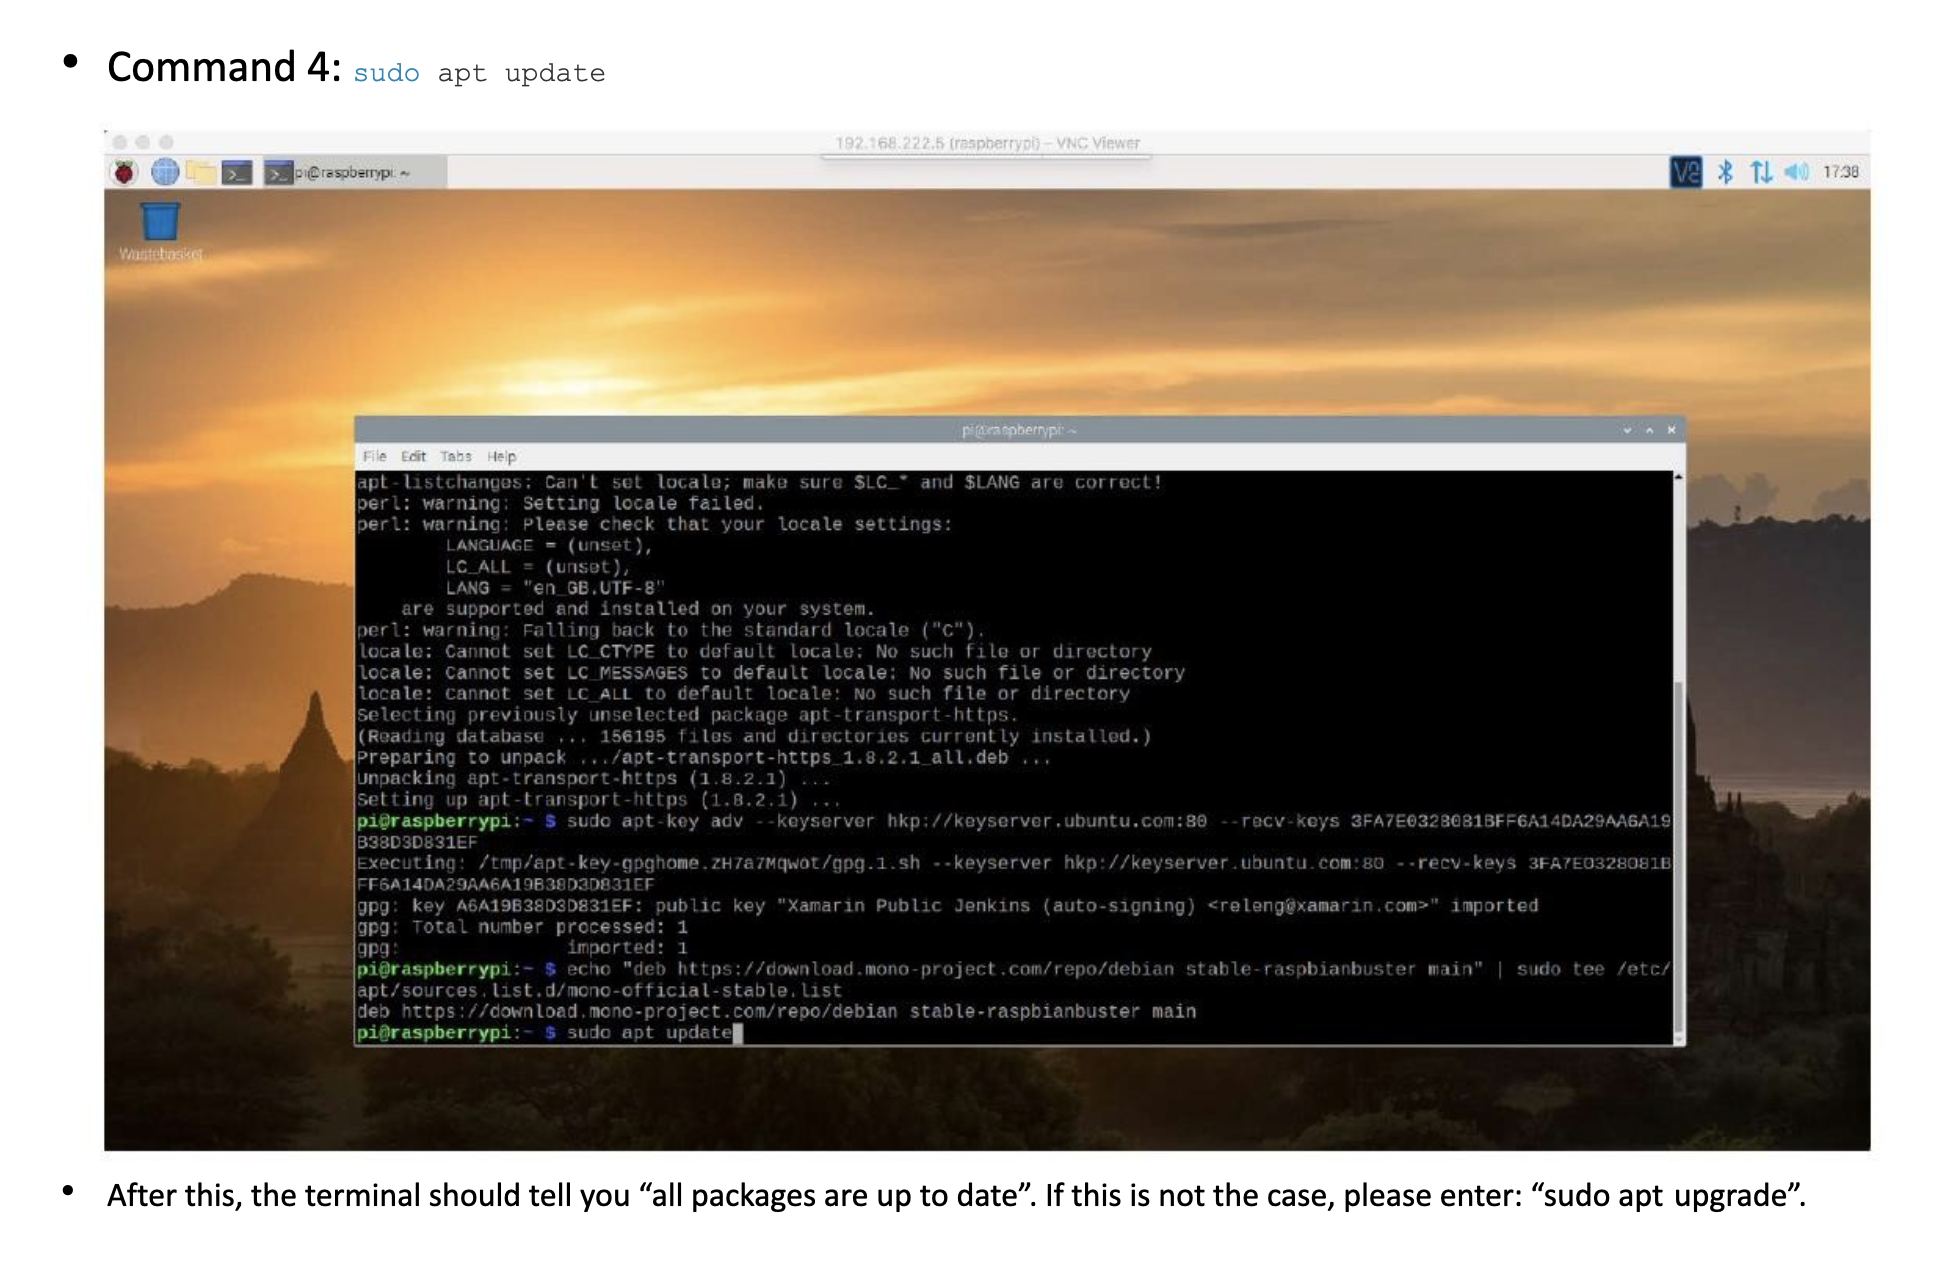 • Command 4: sudo apt update
192.168.222.5 (raspberrypi) – VNC Viewer
pi@raspberrypi: ~
17:38
Wastebasket
pi@raspberrypi: ~
File Edit Tabs Help
apt-listchanges: Can't set locale; make sure $LC_* and $LANG are correct!
perl: warning: Setting locale failed.
perl: warning: Please check that your locale settings:
LANGUAGE = (unset),
LC_ALL = (unset),
LANG = "en_GB.UTF-8"
are supported and installed on your system.
perl: warning: Falling back to the standard locale ("C").
locale: Cannot set LC_CTYPE to default locale: No such file or directory
locale: Cannot set LC_MESSAGES to default locale: No such file or directory
locale: Cannot set LC_ALL to default locale: No such file or directory
Selecting previously unselected package apt-transport-https.
(Reading database ... 156195 files and directories currently installed.)
Preparing to unpack .../apt-transport-https_1.8.2.1_all.deb ...
Unpacking apt-transport-https (1.8.2.1) ...
Setting up apt-transport-https (1.8.2.1) ...
pi@raspberrypi:~ $ sudo apt-key adv --keyserver hkp://keyserver.ubuntu.com:80 --recv-keys 3FA7E0328081BFF6A14DA29AA6A19
B38D3D831EF
Executing: /tmp/apt-key-gpghome.zH7a7Mqwot/gpg.1.sh --keyserver hkp://keyserver.ubuntu.com:80 --recv-keys 3FA7E0328081B
FF6A14DA29AA6A19B38D3D831EF
gpg: key A6A19B38D3D831EF: public key "Xamarin Public Jenkins (auto-signing) <releng@xamarin.com>" imported
gpg: Total number processed: 1
gpg: imported: 1
pi@raspberrypi:~ $ echo "deb https://download.mono-project.com/repo/debian stable-raspbianbuster main" | sudo tee /etc/
apt/sources.list.d/mono-official-stable.list
deb https://download.mono-project.com/repo/debian stable-raspbianbuster main
pi@raspberrypi:~ $ sudo apt update
• After this, the terminal should tell you “all packages are up to date”. If this is not the case, please enter: “sudo apt upgrade”.